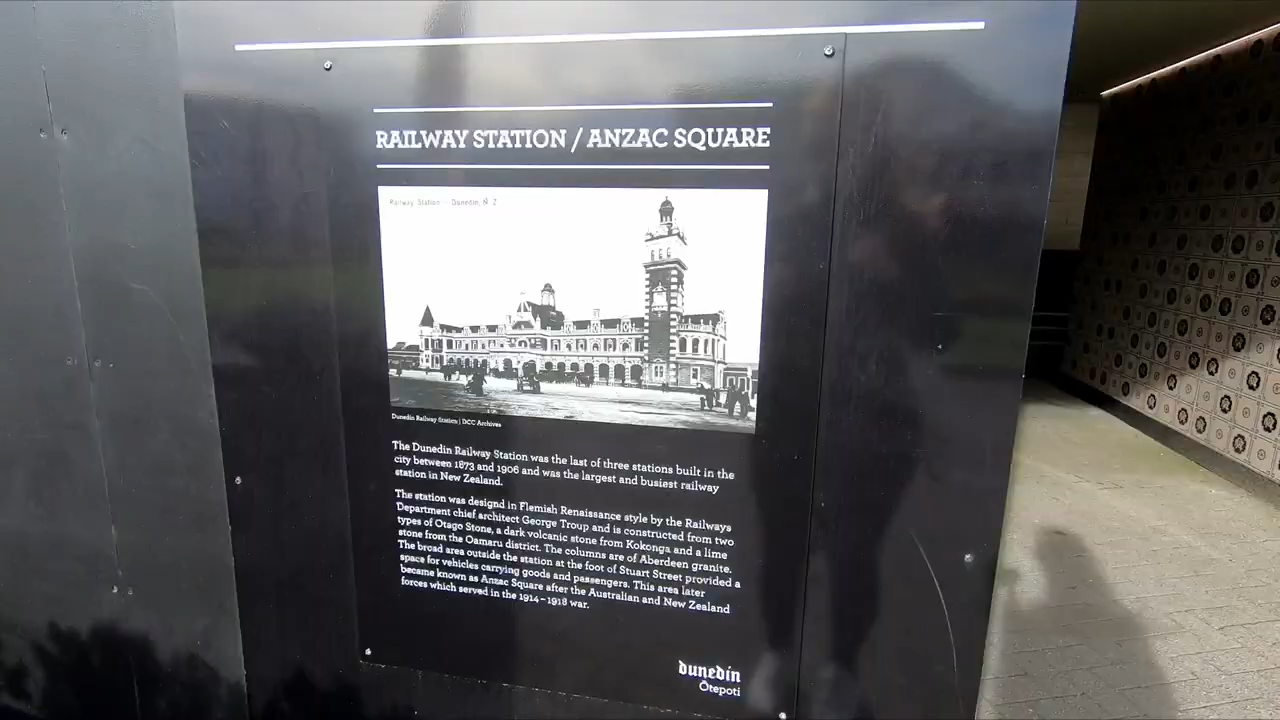 RAILWAY STATION / ANZAC SQUARE
Railway Station - Dunedin, N. Z
Dunedin Railway Station | DCC Archives
The Dunedin Railway Station was the last of three stations built in the
city between 1873 and 1906 and was the largest and busiest railway
station in New Zealand.
The station was designd in Flemish Renaissance style by the Railways
Department chief architect George Troup and is constructed from two
types of Otago Stone, a dark volcanic stone from Kokonga and a lime
stone from the Oamaru district. The columns are of Aberdeen granite.
The broad area outside the station at the foot of Stuart Street provided a
space for vehicles carrying goods and passengers. This area later
became known as Anzac Square after the Australian and New Zealand
forces which served in the 1914-1918 war.
dunedin
Ōtepoti